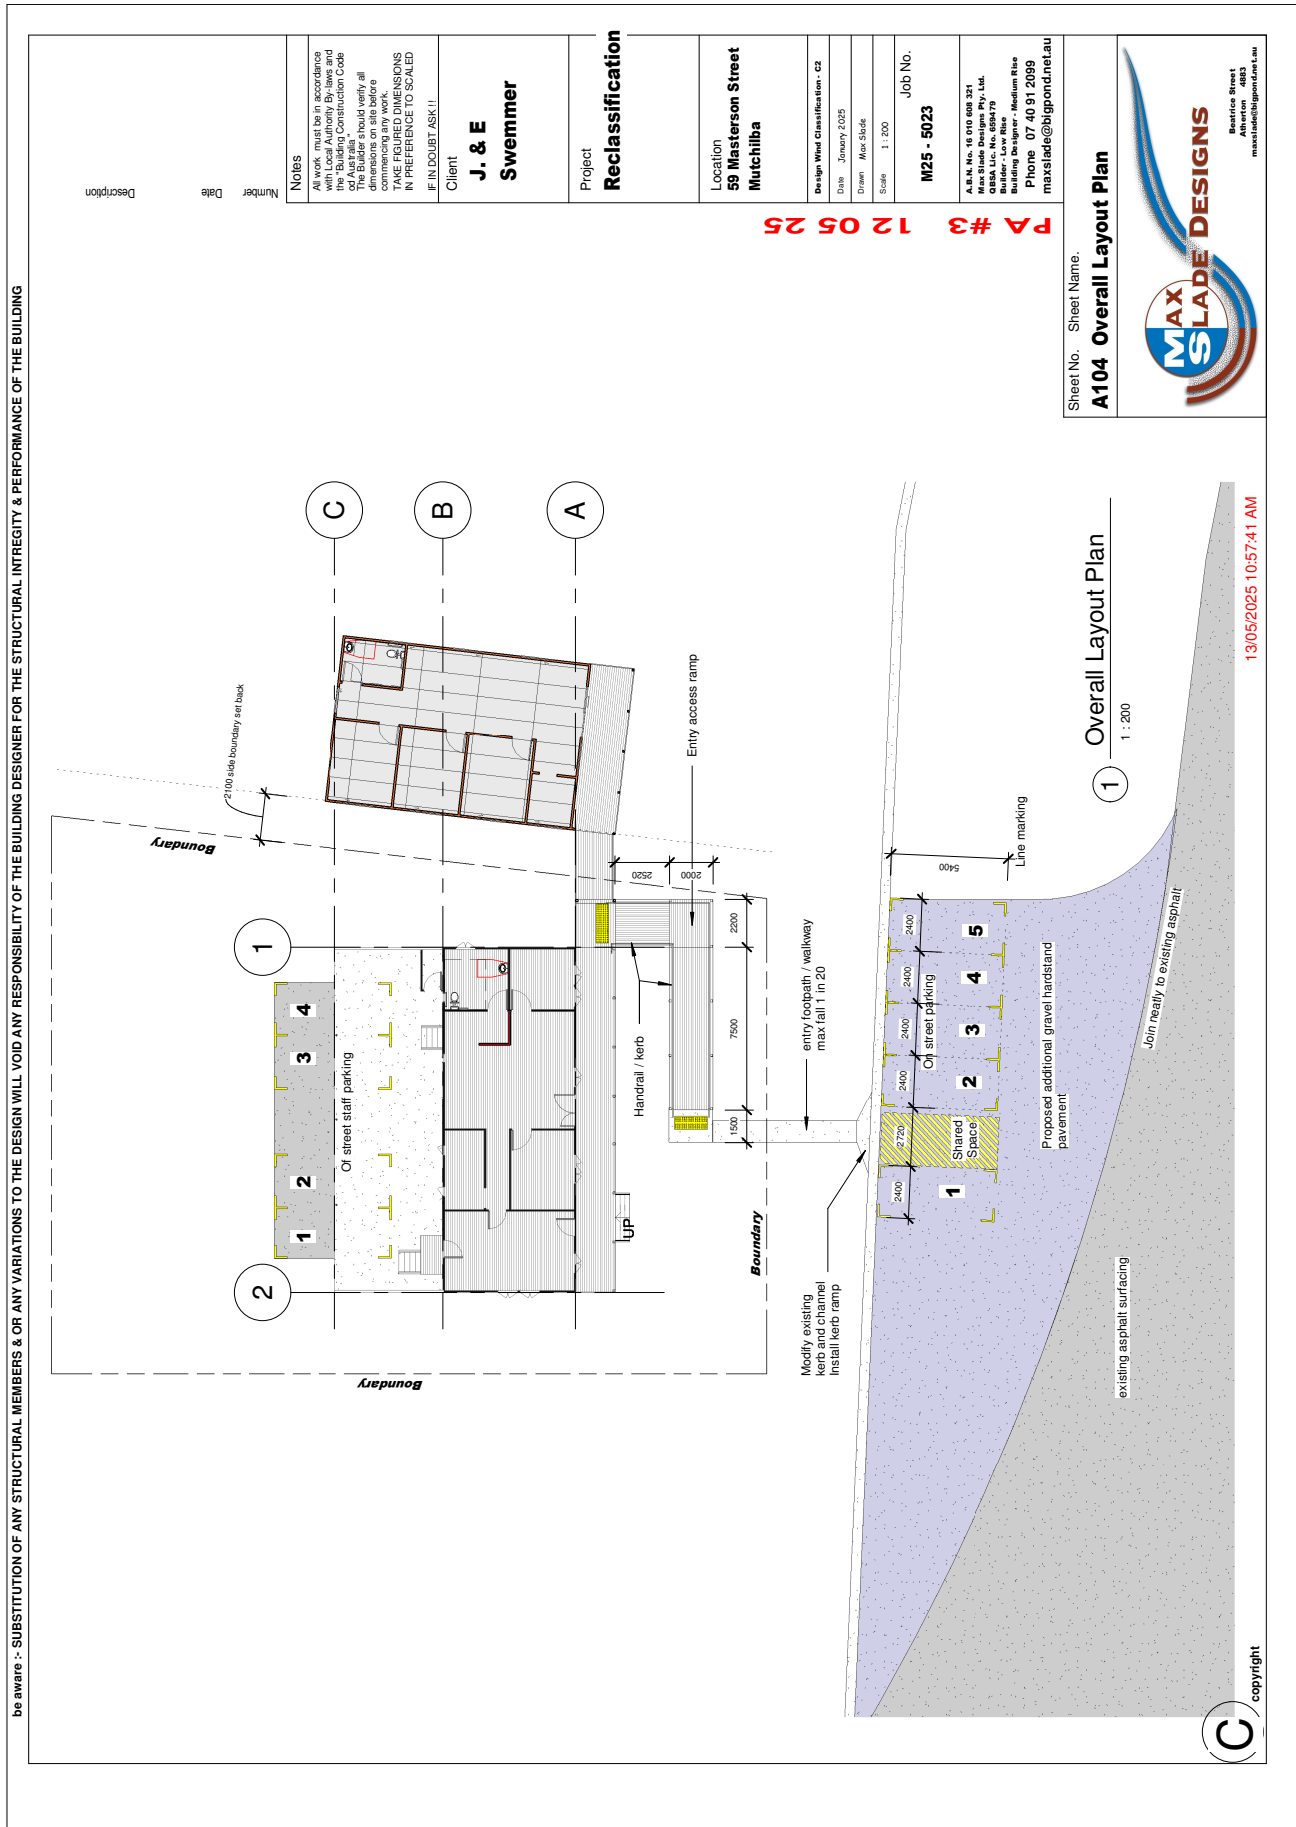 be aware :- SUBSTITUTION OF ANY STRUCTURAL MEMBERS & OR ANY VARIATIONS TO THE DESIGN WILL VOID ANY RESPONSIBILITY OF THE BUILDING DESIGNER FOR THE STRUCTURAL INTREGITY & PERFORMANCE OF THE BUILDING
Description
Date
Number
Notes
All work must be in accordance
with Local Authority By-laws and
the "Building Construction Code
od Australia"
The Builder should verify all
dimensions on site before
commencing any work.
TAKE FIGURED DIMENSIONS
IN PREFERENCE TO SCALED
IF IN DOUBT ASK ! !
Client
J. & E
Swemmer
Project
Reclassification
Location
59 Masterson Street
Mutchilba
Design Wind Classification - C2
Date January 2025
Drawn Max Slade
Scale 1 : 200
Job No.
M25 - 5023
A.B.N. No. 16 010 608 321
Max Slade Designs Pty. Ltd.
QBSA Lic. No. 659479
Builder - Low Rise
Building Designer - Medium Rise
Phone 07 40 91 2099
maxslade@bigpond.net.au
PA #3 12 05 25
Sheet No. Sheet Name.
A104 Overall Layout Plan
MAX
SLADE DESIGNS
Beatrice Street
Atherton 4883
maxslade@bigpond.net.au
C
B
A
2100 side boundary set back
Boundary
1
2
1
2
3
4
Of street staff parking
UP
Boundary
Boundary
Handrail / kerb
Entry access ramp
2520
2000
2200
7500
1500
entry footpath / walkway
max fall 1 in 20
Modify existing
kerb and channel
Install kerb ramp
2400
2720
2400
2400
2400
2400
5400
Line marking
1
Shared
Space
2
3
4
5
On street parking
Proposed additional gravel hardstand
pavement
Join neatly to existing asphalt
existing asphalt surfacing
1
Overall Layout Plan
1 : 200
13/05/2025 10:57:41 AM
C
copyright